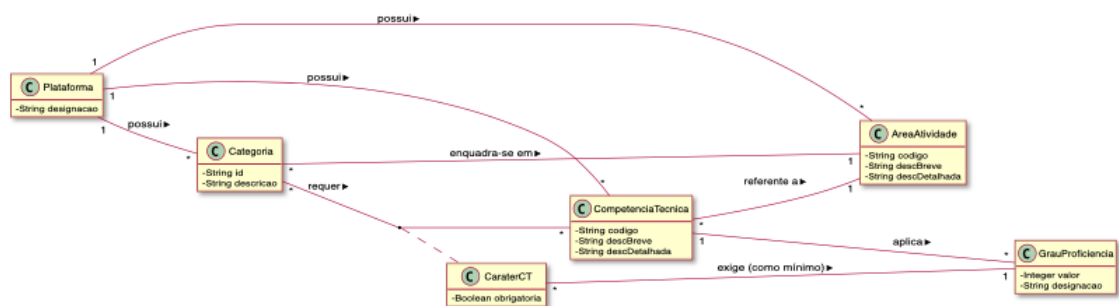 possui►
1
possui►
C Plataforma
-String designacao
1
1
possui►
*
*
C AreaAtividade
-String codigo
-String descBreve
-String descDetalhada
1
1
C Categoria
-String id
-String descricao
*
*
enquadra-se em►
requer►
referente a►
*
*
C CompetenciaTecnica
-String codigo
-String descBreve
-String descDetalhada
*
1
aplica►
*
C GrauProficiencia
-Integer valor
-String designacao
1
exige (como mínimo)►
C CaraterCT
-Boolean obrigatoria
*